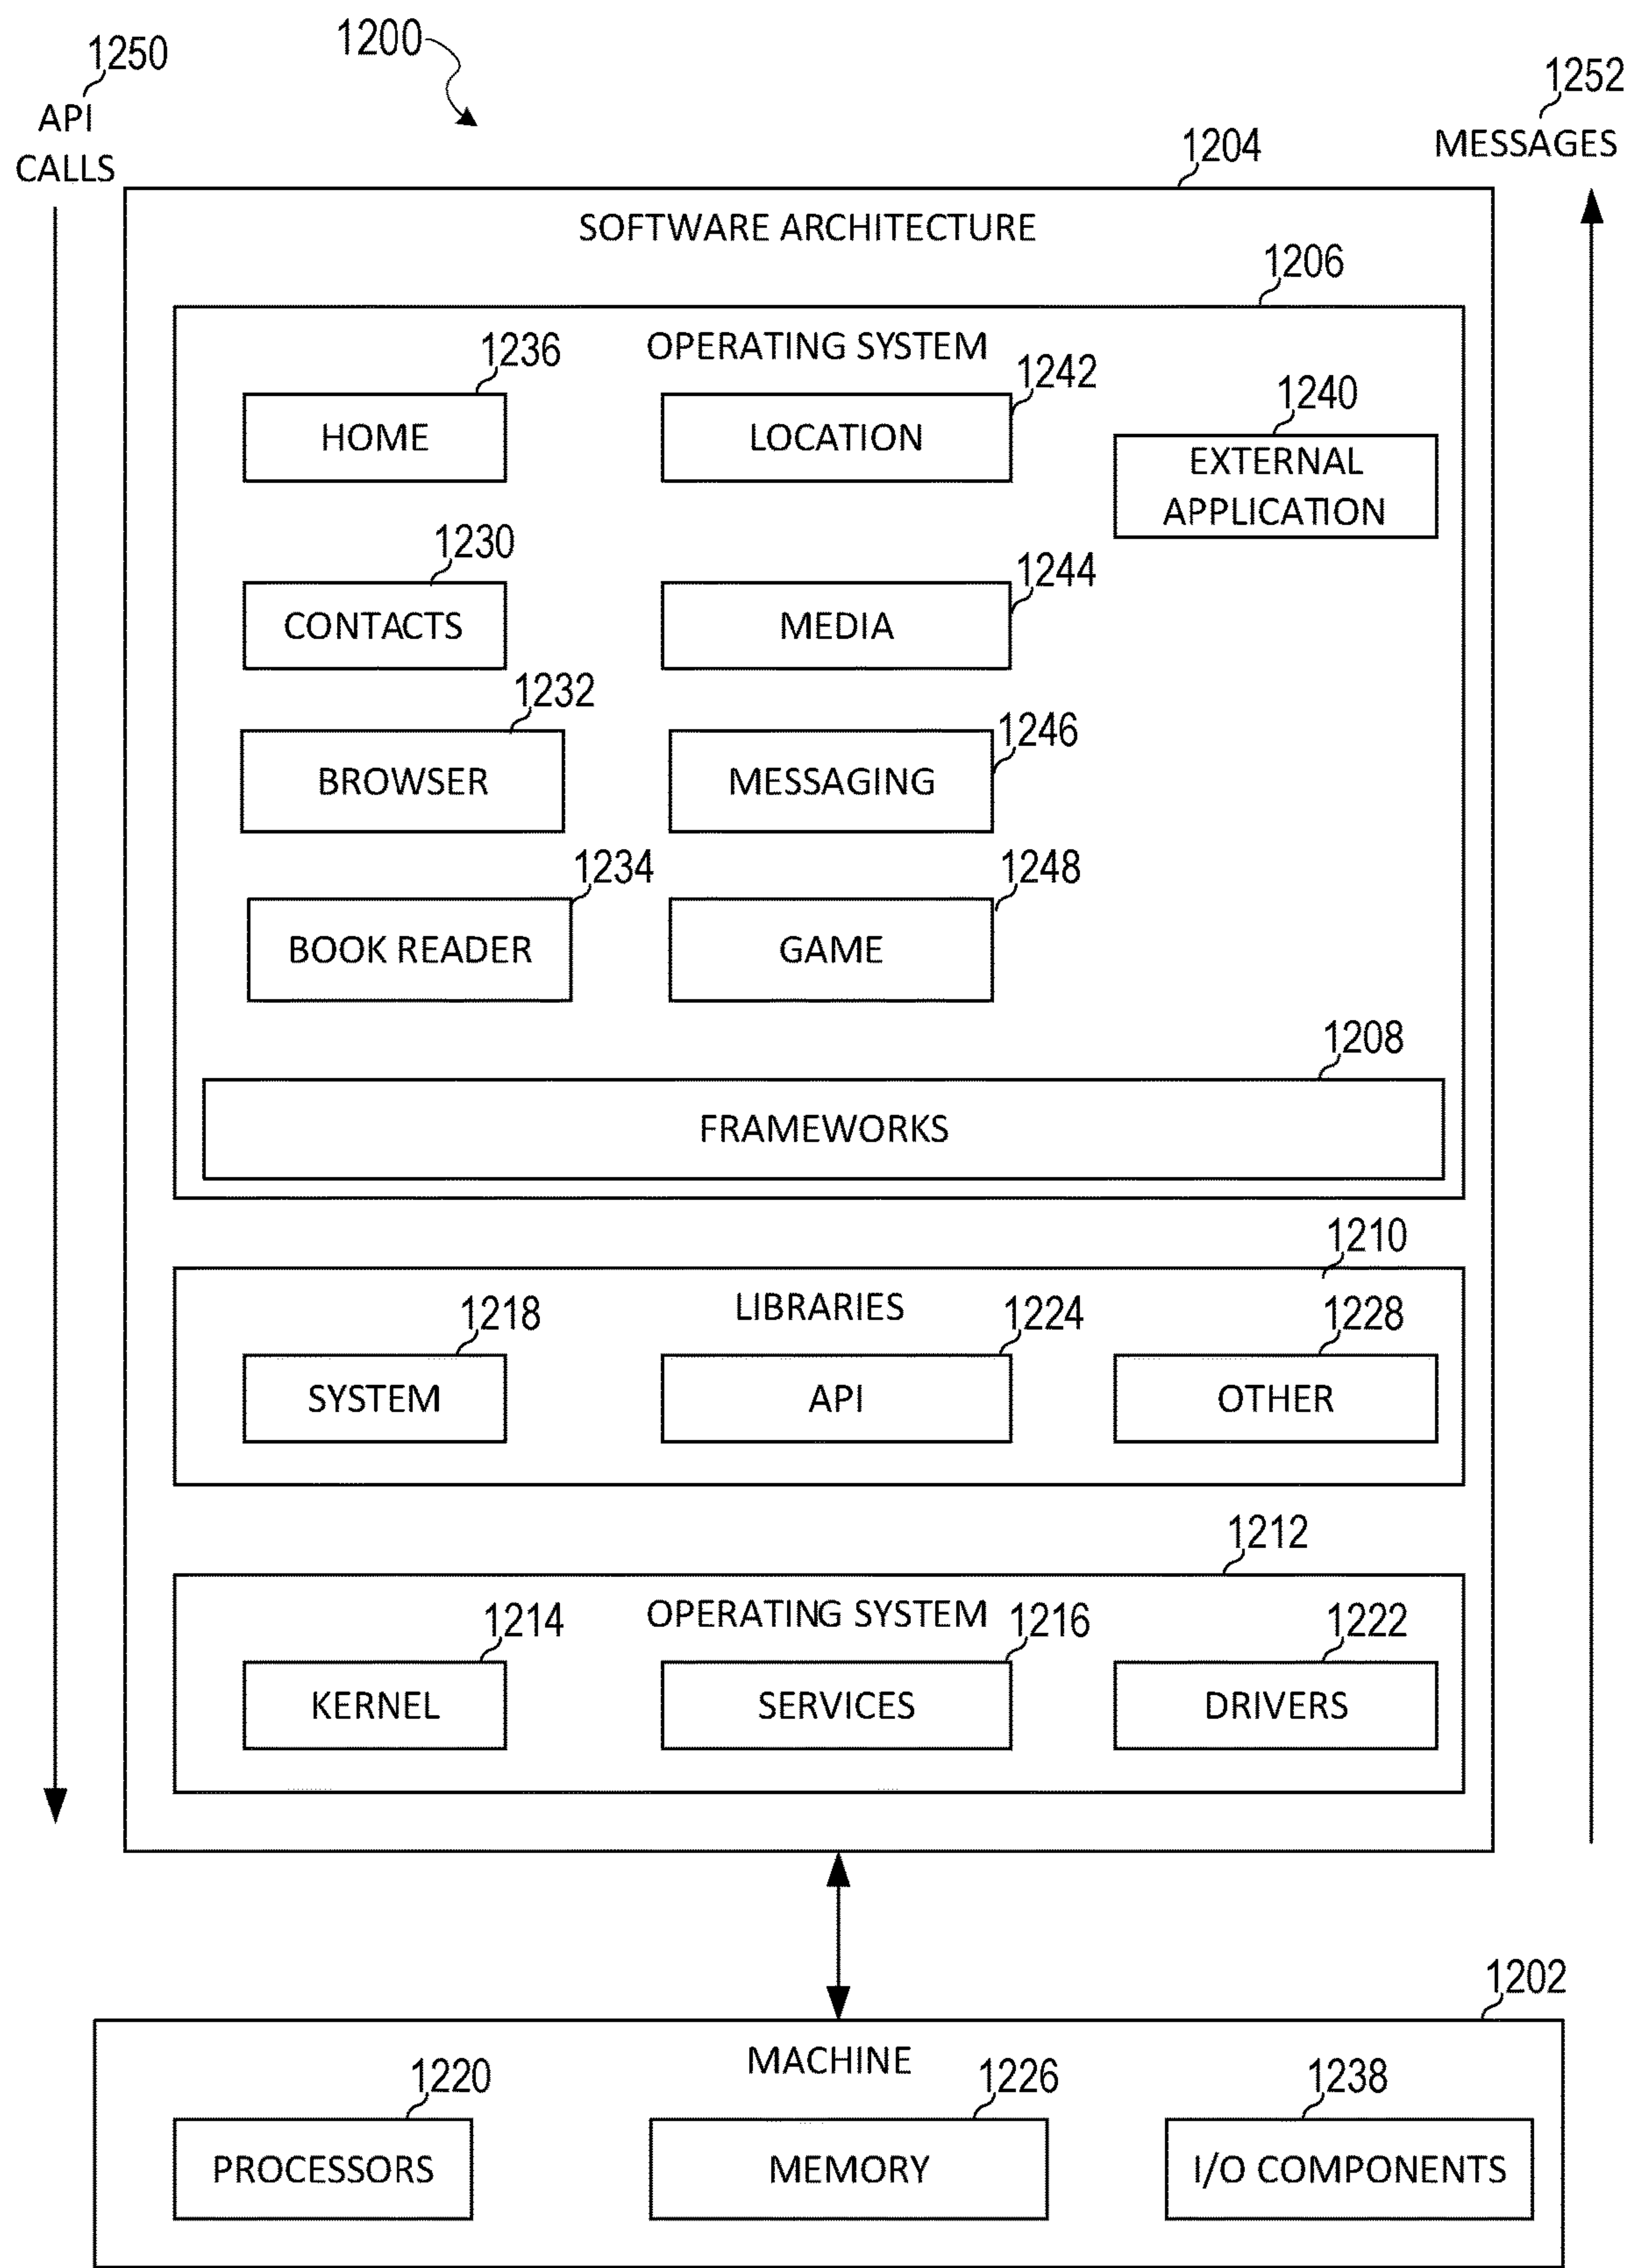 1250
1200
1252
API
CALLS
MESSAGES
1204
SOFTWARE ARCHITECTURE
1206
OPERATING SYSTEM
1236
HOME
1242
LOCATION
1240
EXTERNAL
APPLICATION
1230
CONTACTS
1244
MEDIA
1232
BROWSER
1246
MESSAGING
1234
BOOK READER
1248
GAME
1208
FRAMEWORKS
1210
LIBRARIES
1218
SYSTEM
1224
API
1228
OTHER
1212
OPERATING SYSTEM
1214
KERNEL
1216
SERVICES
1222
DRIVERS
1202
MACHINE
1220
PROCESSORS
1226
MEMORY
1238
I/O COMPONENTS